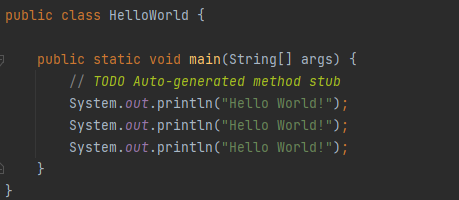 public class HelloWorld {
public static void main(String[] args) {
// TODO Auto-generated method stub
System.out.println("Hello World!");
System.out.println("Hello World!");
System.out.println("Hello World!");
}
}